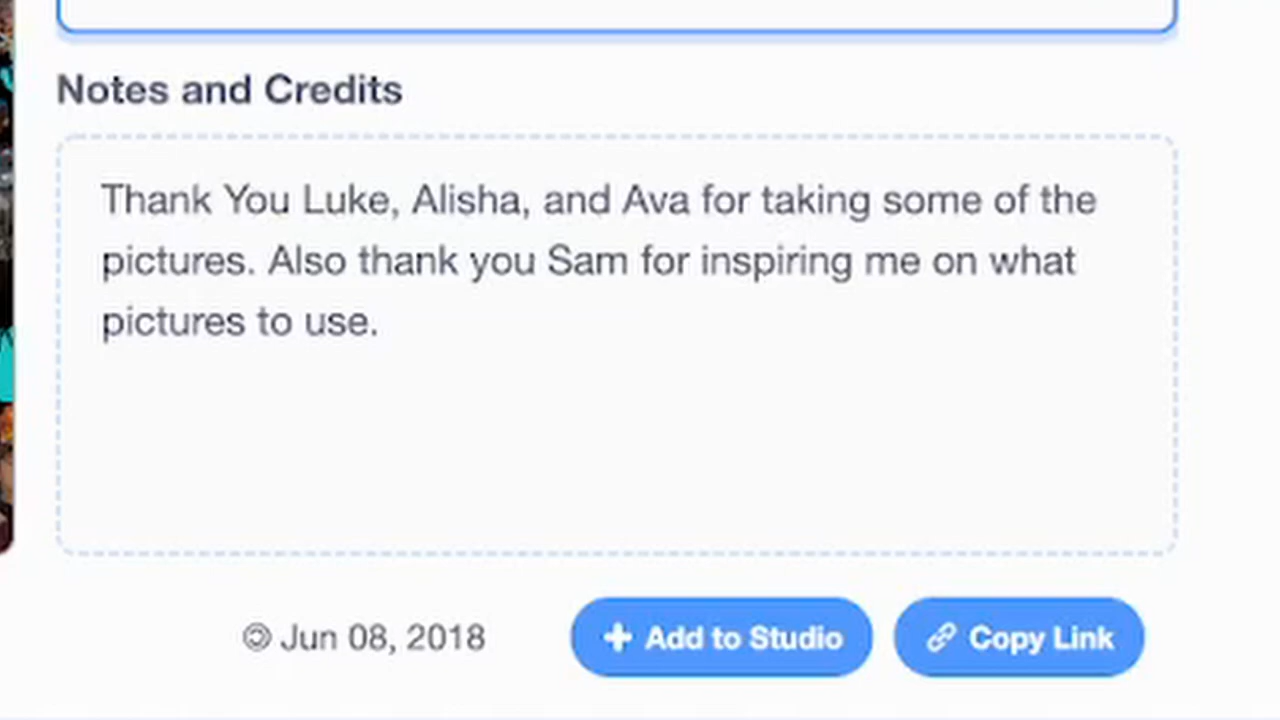 Notes and Credits
Thank You Luke, Alisha, and Ava for taking some of the
pictures. Also thank you Sam for inspiring me on what
pictures to use.
Jun 08, 2018
Add to Studio
Copy Link